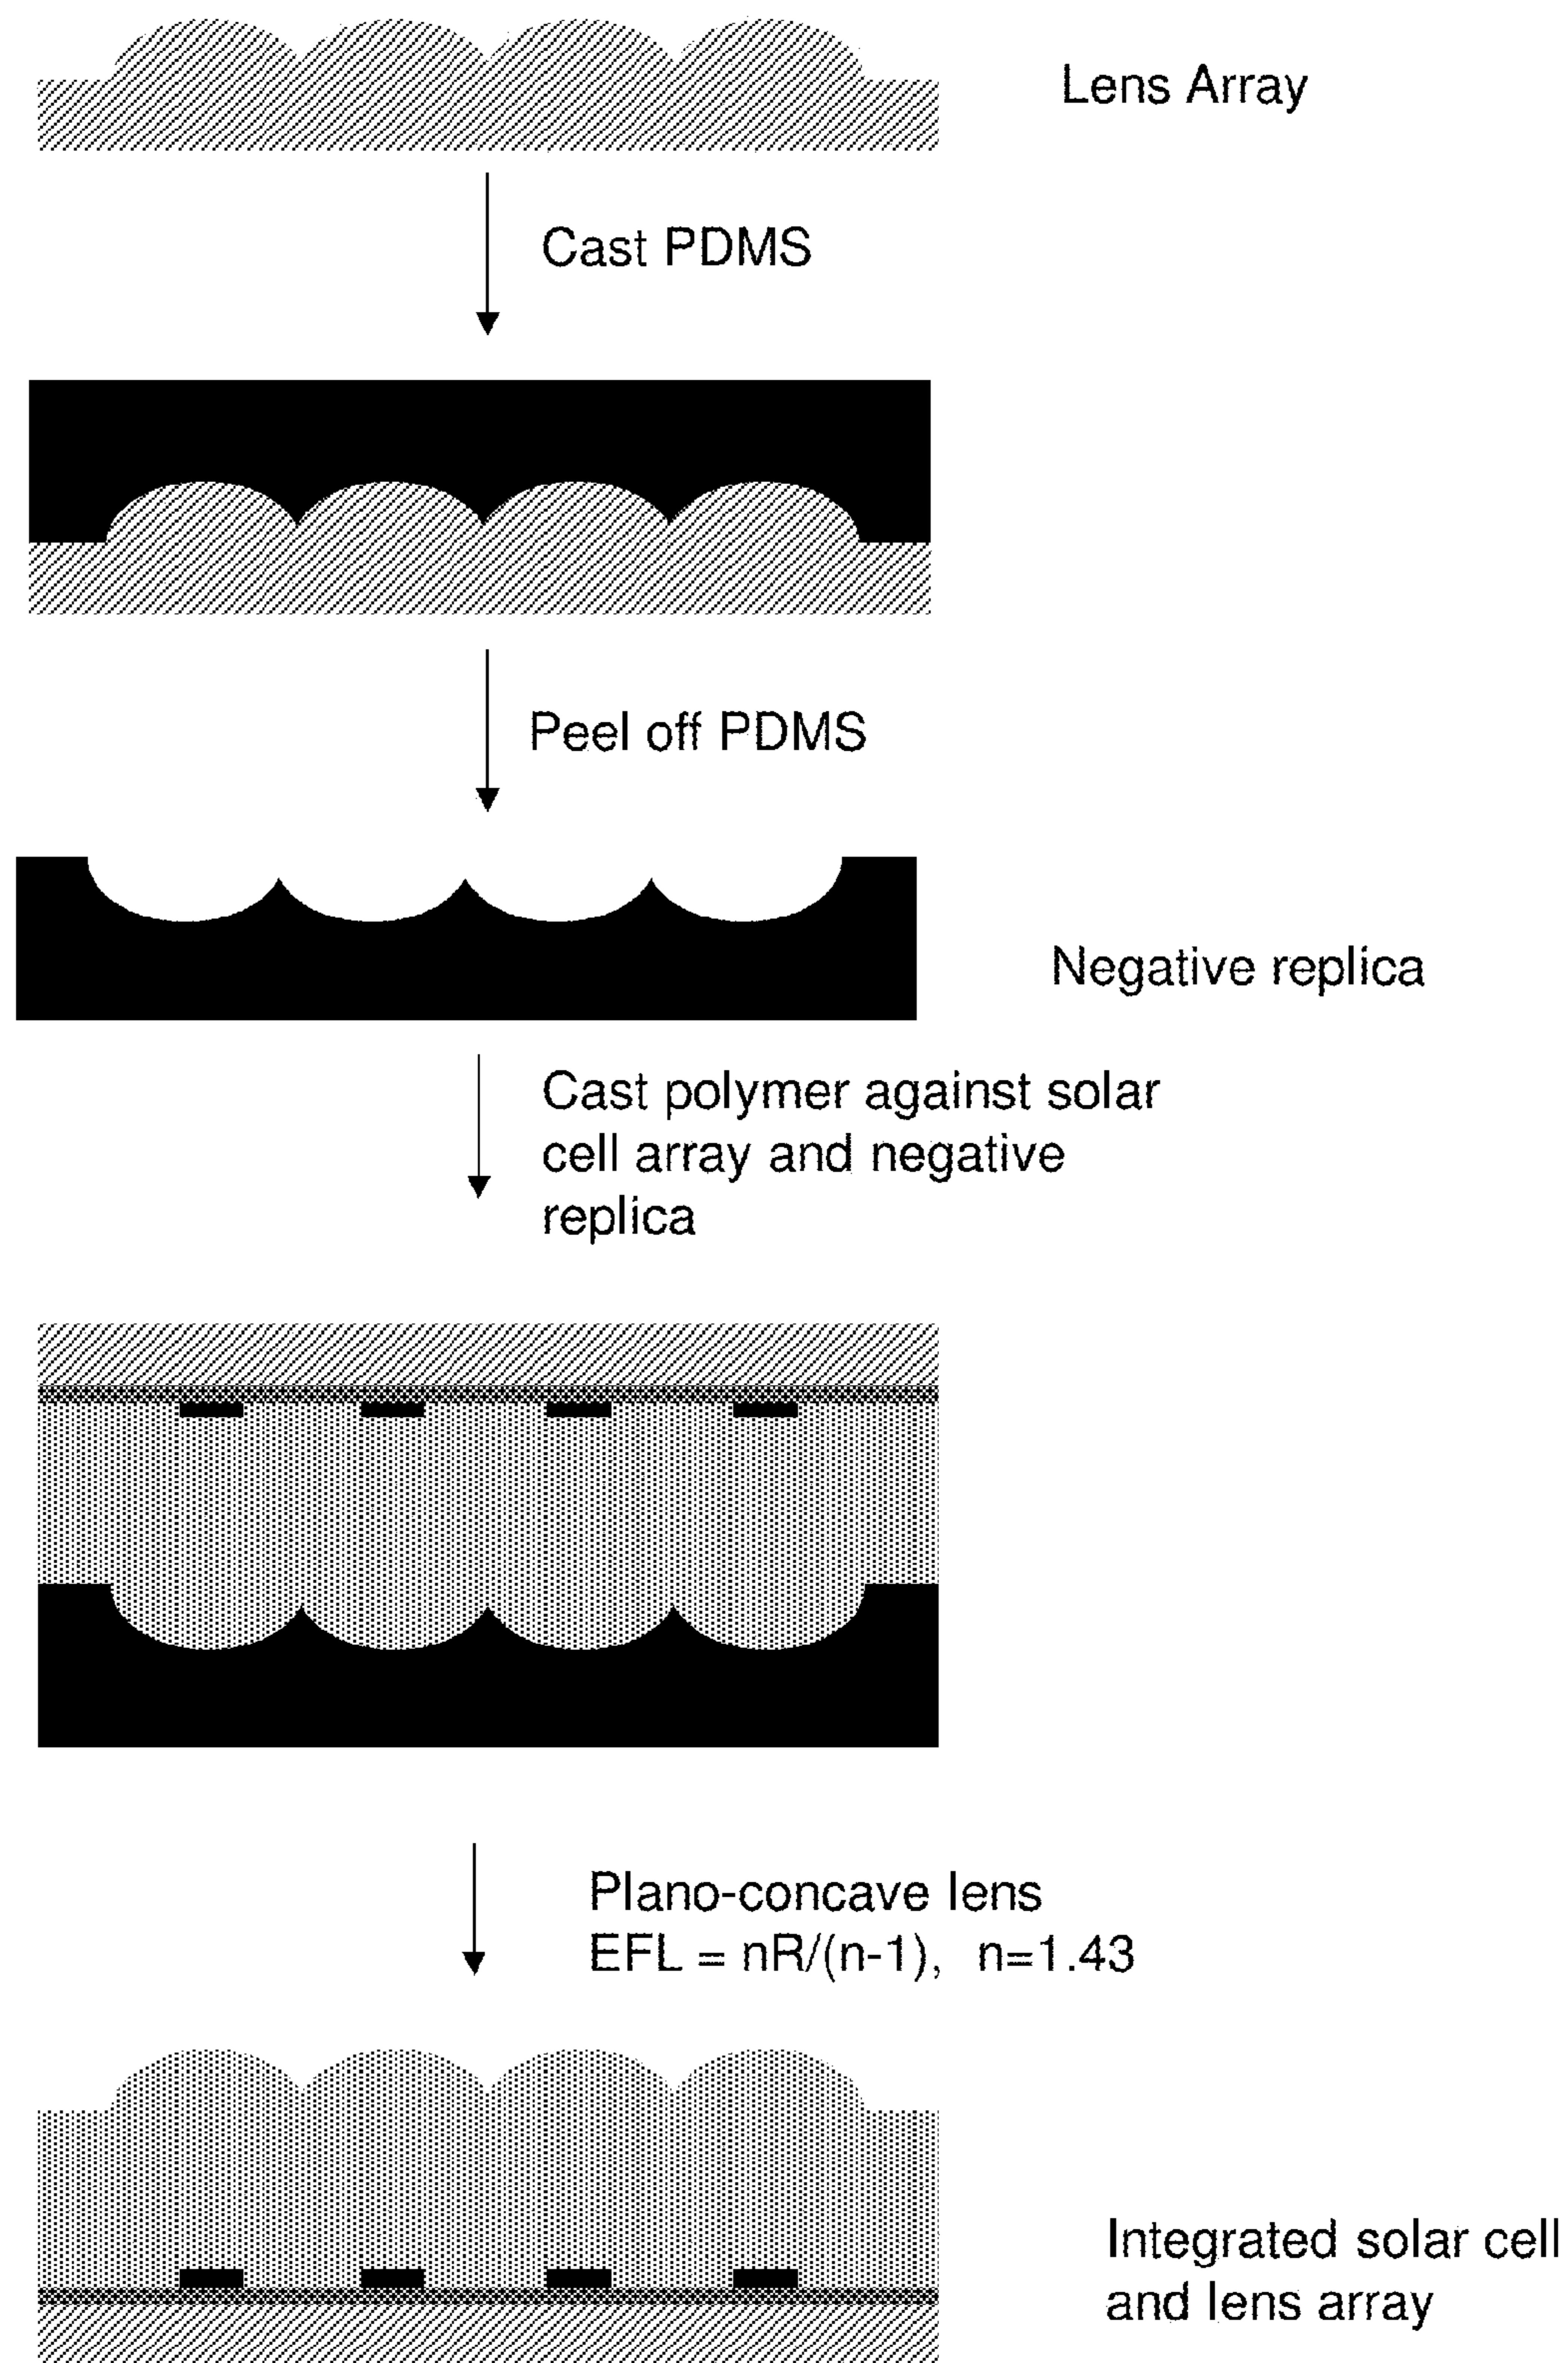 Lens Array
Cast PDMS
Peel off PDMS
Negative replica
Cast polymer against solar
cell array and negative
replica
Plano-concave lens
EFL = nR/(n-1), n=1.43
Integrated solar cell
and lens array